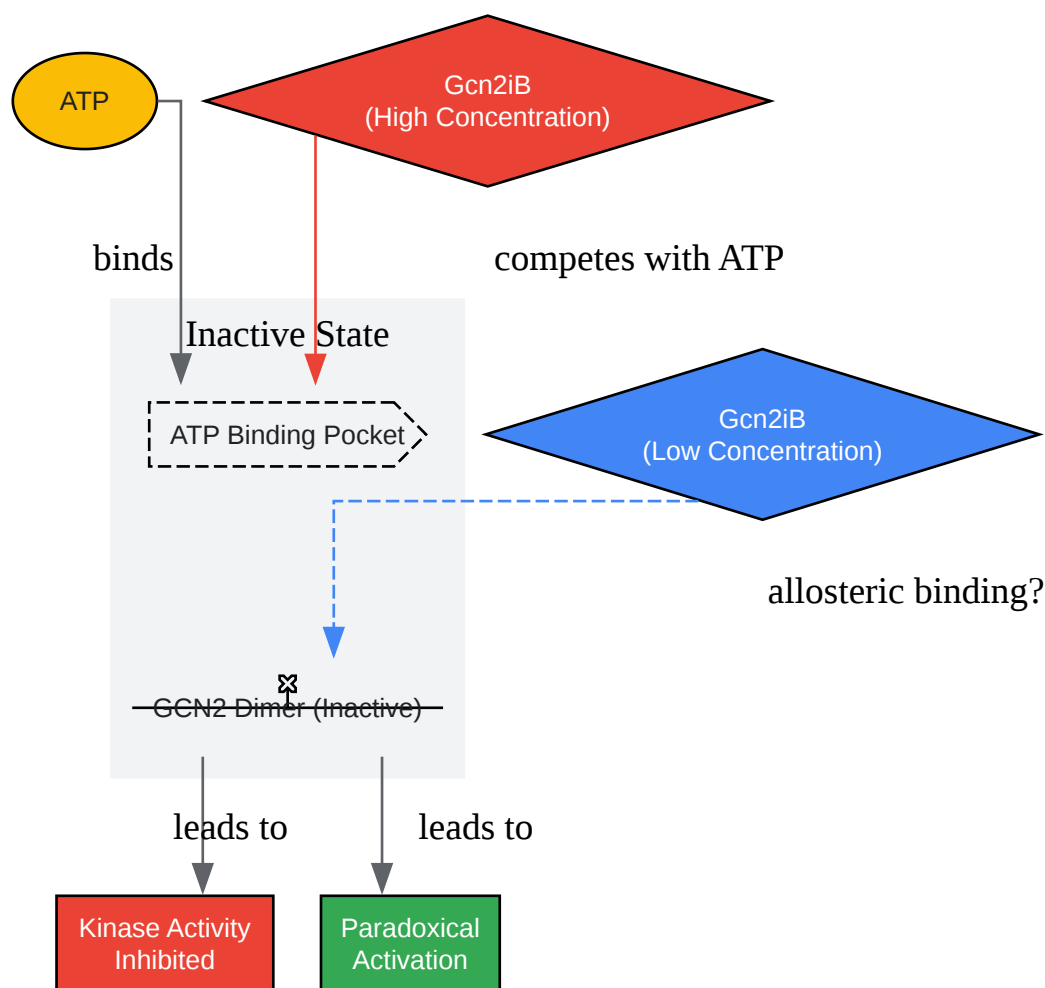 ATP
Gcn2iB
(High Concentration)
binds
competes with ATP
Inactive State
ATP Binding Pocket
Gcn2iB
(Low Concentration)
allosteric binding?
GCN2 Dimer (Inactive)
leads to
leads to
Kinase Activity
Inhibited
Paradoxical
Activation